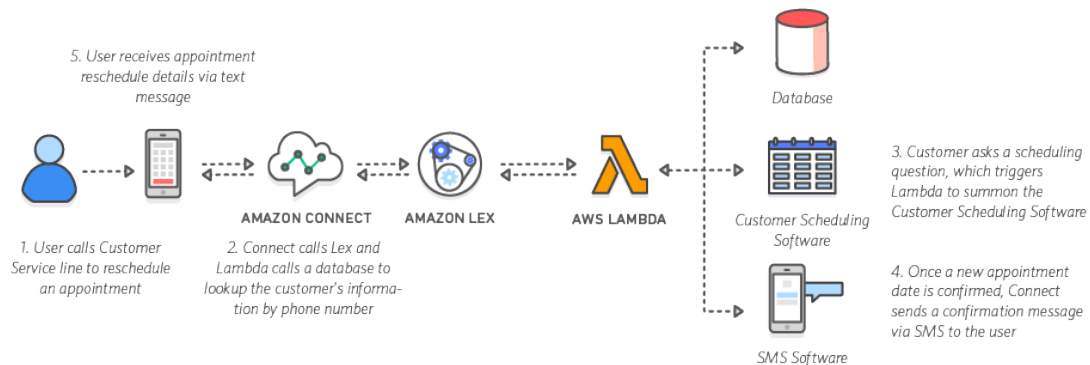 5. User receives appointment
reschedule details via text
message
AMAZON CONNECT
AMAZON LEX
AWS LAMBDA
1. User calls Customer
Service line to reschedule
an appointment
2. Connect calls Lex and
Lambda calls a database to
lookup the customer's informa-
tion by phone number
Database
Customer Scheduling
Software
3. Customer asks a scheduling
question, which triggers
Lambda to summon the
Customer Scheduling Software
SMS Software
4. Once a new appointment
date is confirmed, Connect
sends a confirmation message
via SMS to the user